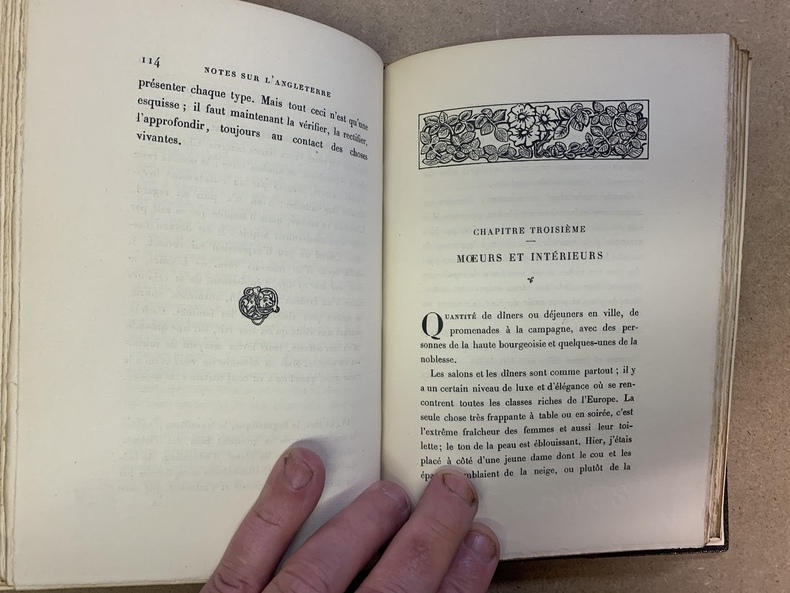 114
NOTES SUR L'ANGLETERRE
présenter chaque type. Mais tout ceci n'est qu'une
esquisse ; il faut maintenant la vérifier, la rectifier,
l'approfondir, toujours au contact des choses
vivantes.
CHAPITRE TROISIÈME
MŒURS ET INTÉRIEURS
QUANTITÉ de dîners ou déjeuners en ville, de
promenades à la campagne, avec des per-
sonnes de la haute bourgeoisie et quelques-unes de la
noblesse.
Les salons et les dîners sont comme partout ; il y
a un certain niveau de luxe et d'élégance où se ren-
contrent toutes les classes riches de l'Europe. La
seule chose très frappante à table ou en soirée, c'est
l'extrême fraîcheur des femmes et aussi leur toi-
lette ; le ton de la peau est éblouissant. Hier, j'étais
placé à côté d'une jeune dame dont le cou et les
de la neige, ou plutôt de la